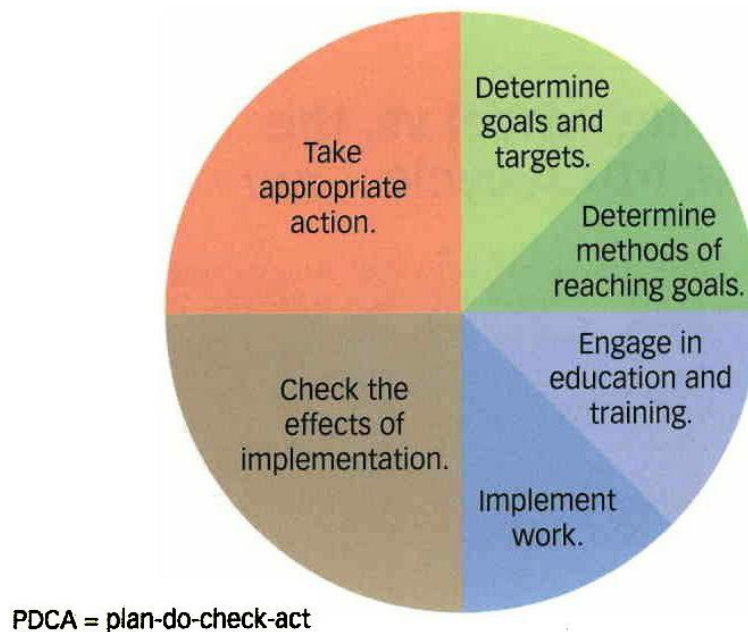 Determine
goals and
targets.
Determine
methods of
reaching goals.
Engage in
education and
training.
Implement
work.
Check the
effects of
implementation.
Take
appropriate
action.
PDCA = plan-do-check-act